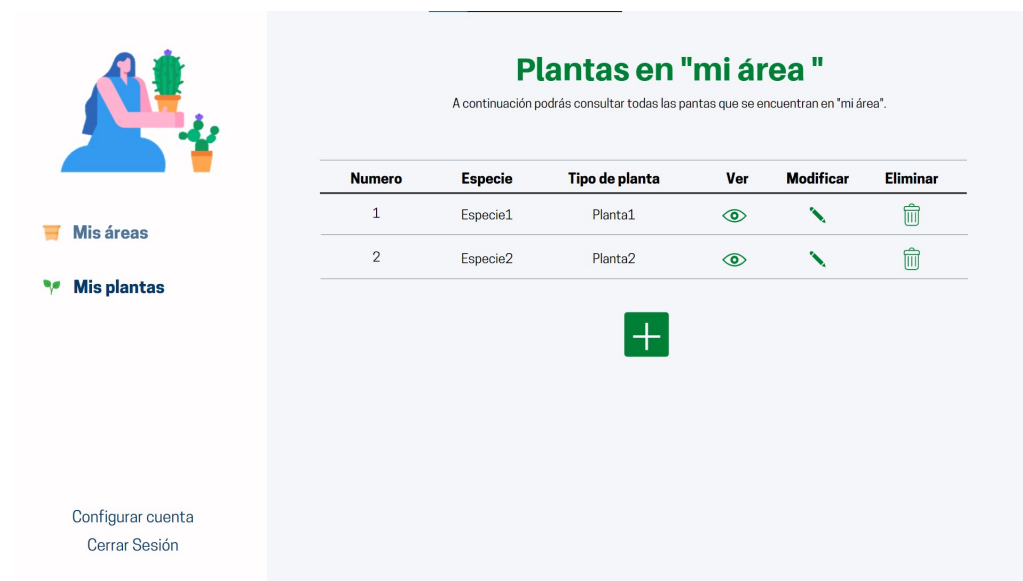 Mis áreas
Mis plantas
Configurar cuenta
Cerrar Sesión
Plantas en "mi área "
A continuación podrás consultar todas las pantas que se encuentran en "mi área".
Numero Especie Tipo de planta Ver Modificar Eliminar
1 Especie1 Planta1
2 Especie2 Planta2